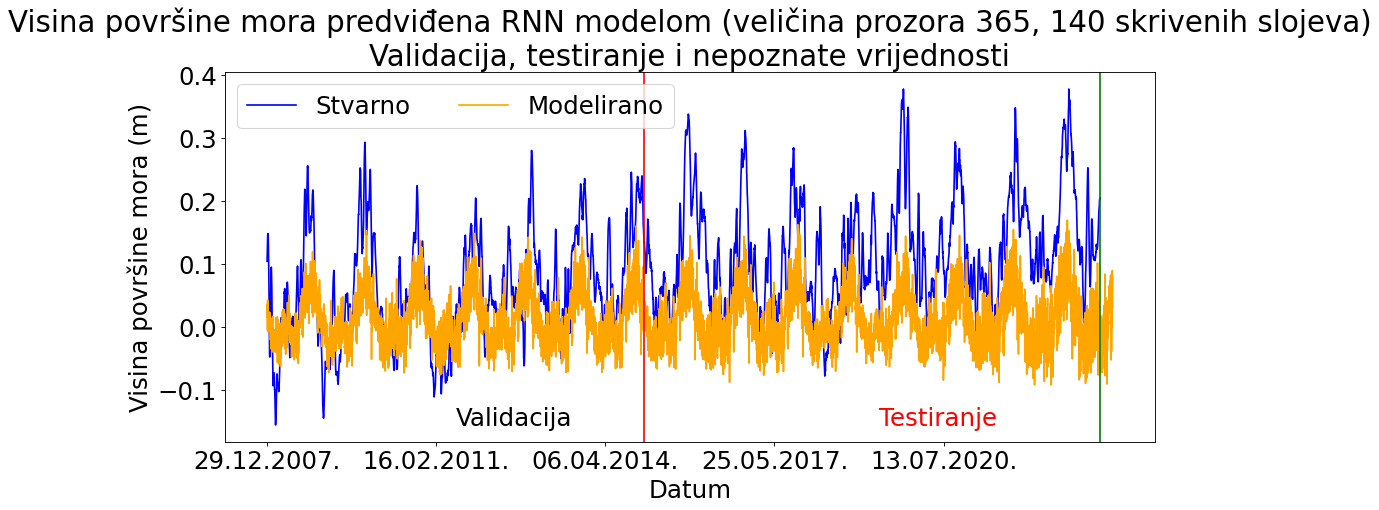 Visina površine mora predviđena RNN modelom (veličina prozora 365, 140 skrivenih slojeva)
Validacija, testiranje i nepoznate vrijednosti
Stvarno
Modelirano
Visina površine mora (m)
0.4
0.3
0.2
0.1
0.0
−0.1
Validacija
Testiranje
29.12.2007.
16.02.2011.
06.04.2014.
25.05.2017.
13.07.2020.
Datum